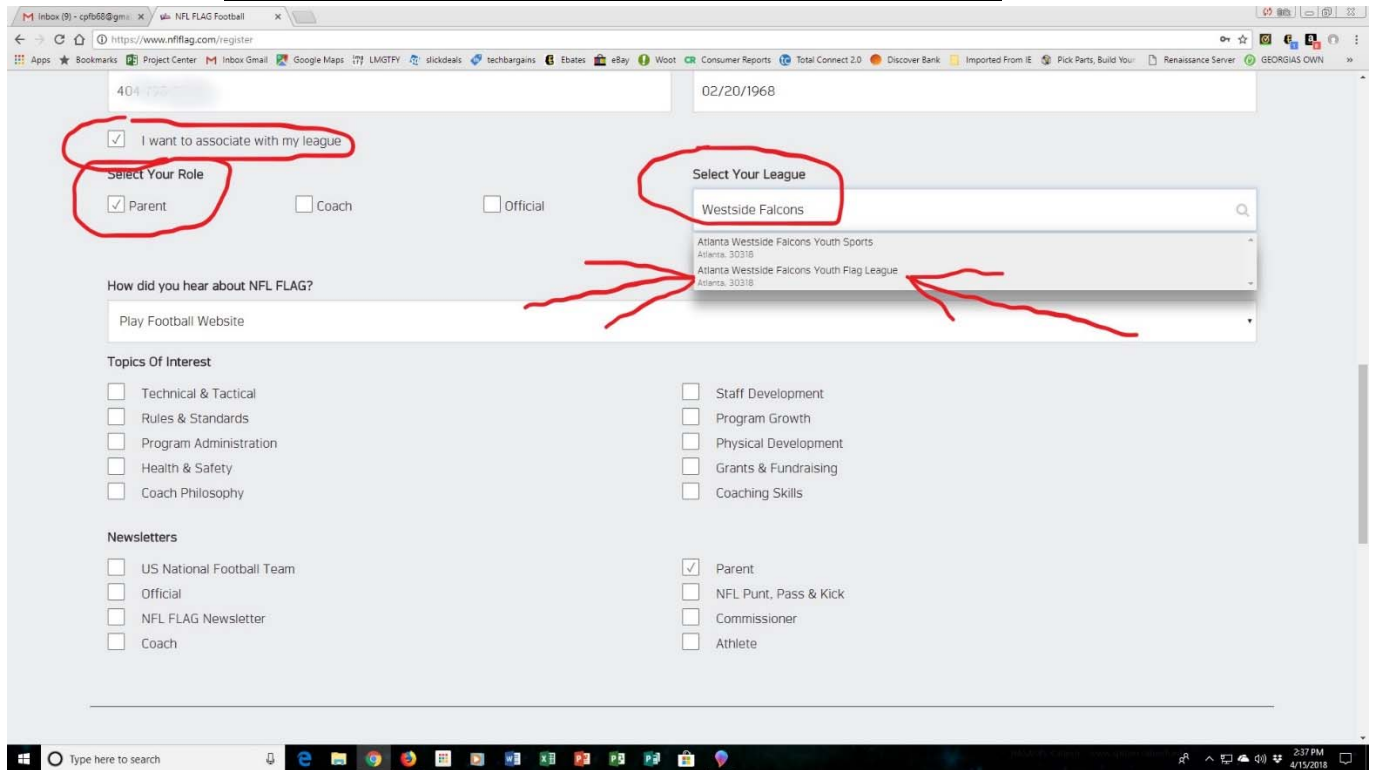 Inbox (9) - cpfb68@gma
NFL FLAG Football
https://www.nflflag.com/register
Apps Bookmarks Project Center Inbox Gmail Google Maps LMGTFY slickdeals techbargains Ebates eBay Woot Consumer Reports Total Connect 2.0 Discover Bank Imported From IE Pick Parts, Build Your Renaissance Server GEORGIAS OWN »
404
02/20/1968
I want to associate with my league
Select Your Role
Select Your League
Parent Coach Official
Westside Falcons
Atlanta Westside Falcons Youth Sports
Atlanta, 30318
Atlanta Westside Falcons Youth Flag League
Atlanta, 30318
How did you hear about NFL FLAG?
Play Football Website
Topics Of Interest
Technical & Tactical
Rules & Standards
Program Administration
Health & Safety
Coach Philosophy
Staff Development
Program Growth
Physical Development
Grants & Fundraising
Coaching Skills
Newsletters
US National Football Team
Official
NFL FLAG Newsletter
Coach
Parent
NFL Punt, Pass & Kick
Commissioner
Athlete
Type here to search
2:37 PM
4/15/2018